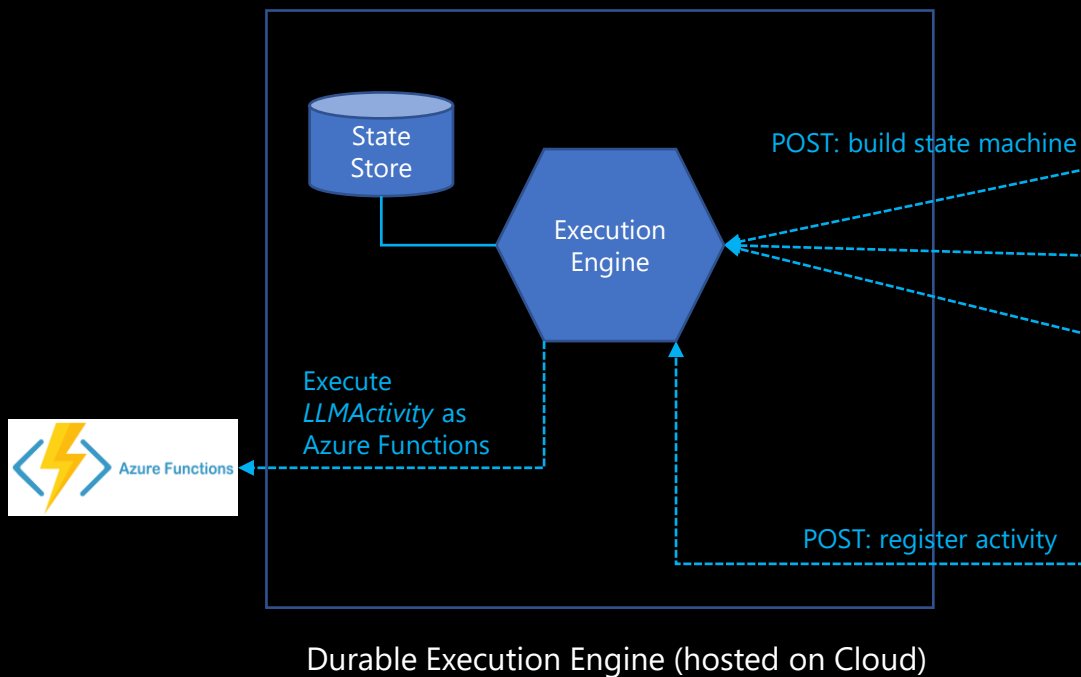 State
Store
POST: build state machine
Execution
Engine
Execute
LLMActivity as
Azure Functions
Azure Functions
POST: register activity
Durable Execution Engine (hosted on Cloud)